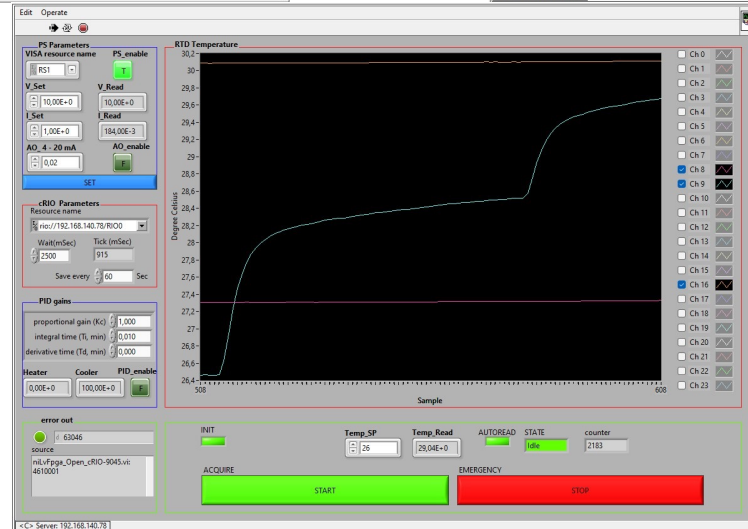 Edit Operate
PS Parameters
VISA resource name PS_enable
RS1 T
V_Set V_Read
10,00E+0 10,00E+0
I_Set I_Read
1,00E+0 184,00E-3
AO_ 4 - 20 mA AO_enable
0,02 F
SET
cRIO Parameters
Resource name
rio://192.168.140.78/RIO0
Wait(mSec) Tick (mSec)
2500 915
Save every 60 Sec
PID gains
proportional gain (Kc) 1,000
integral time (Ti, min) 0,010
derivative time (Td, min) 0,000
Heater Cooler PID_enable
0,00E+0 100,00E+0 F
error out
63046
source
niLvFpga_Open_cRIO-9045.vi:
4610001
RTD Temperature
30,2
30
29,8
29,6
29,4
29,2
29
28,8
28,6
28,4
28,2
28
27,8
27,6
27,4
27,2
27
26,8
26,6
26,4
Degree Celsius
508 608
Sample
Ch 0
Ch 1
Ch 2
Ch 3
Ch 4
Ch 5
Ch 6
Ch 7
Ch 8
Ch 9
Ch 10
Ch 11
Ch 12
Ch 13
Ch 14
Ch 15
Ch 16
Ch 17
Ch 18
Ch 19
Ch 20
Ch 21
Ch 22
Ch 23
INIT Temp_SP Temp_Read AUTOREAD STATE counter
26 29,04E+0 Idle 2183
ACQUIRE EMERGENCY
START STOP
<C> Server: 192.168.140.78